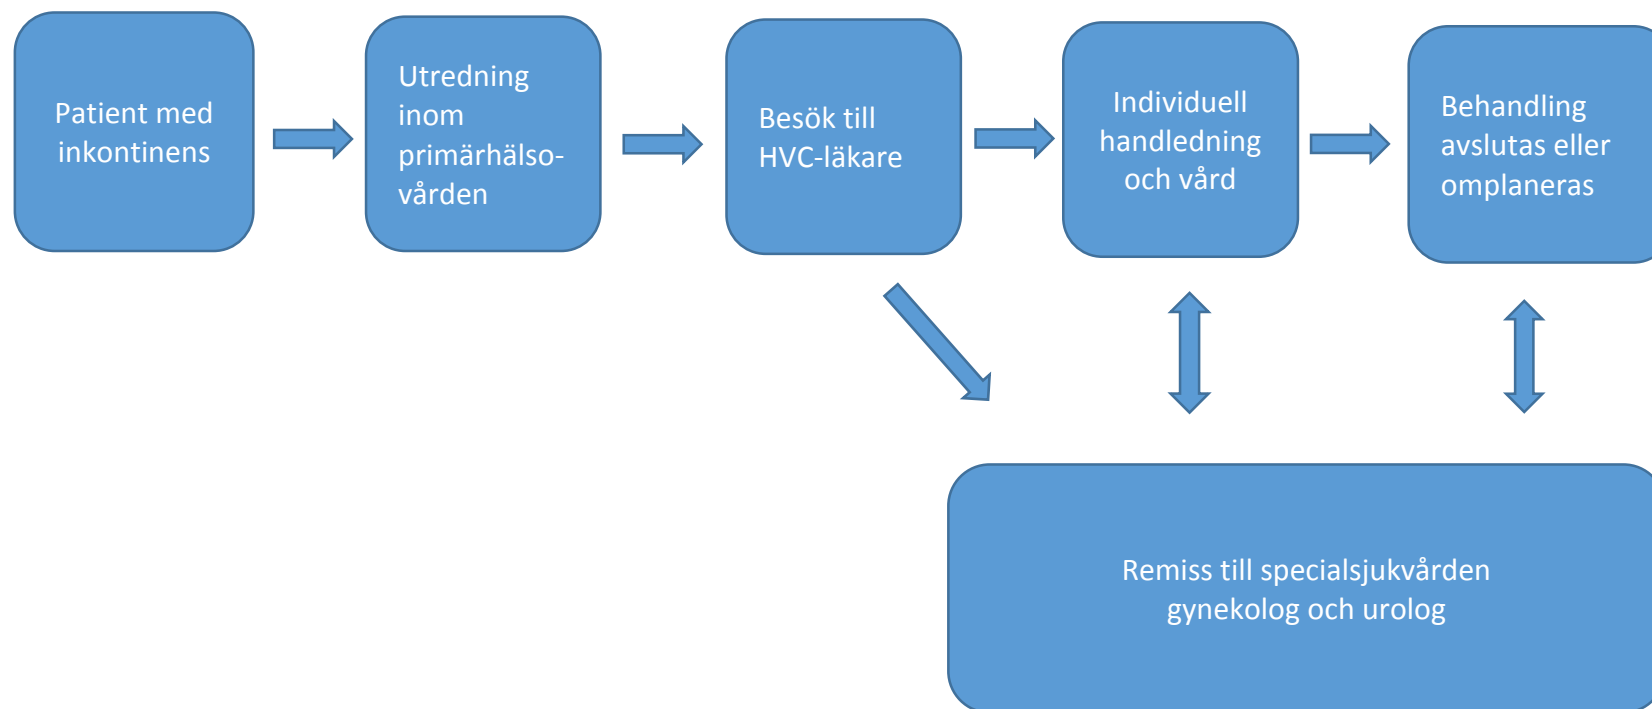 Patient med
inkontinens
Utredning
inom
primärhälso-
vården
Besök till
HVC-läkare
Individuell
handledning
och vård
Behandling
avslutas eller
omplaneras
Remiss till specialsjukvården
gynekolog och urolog